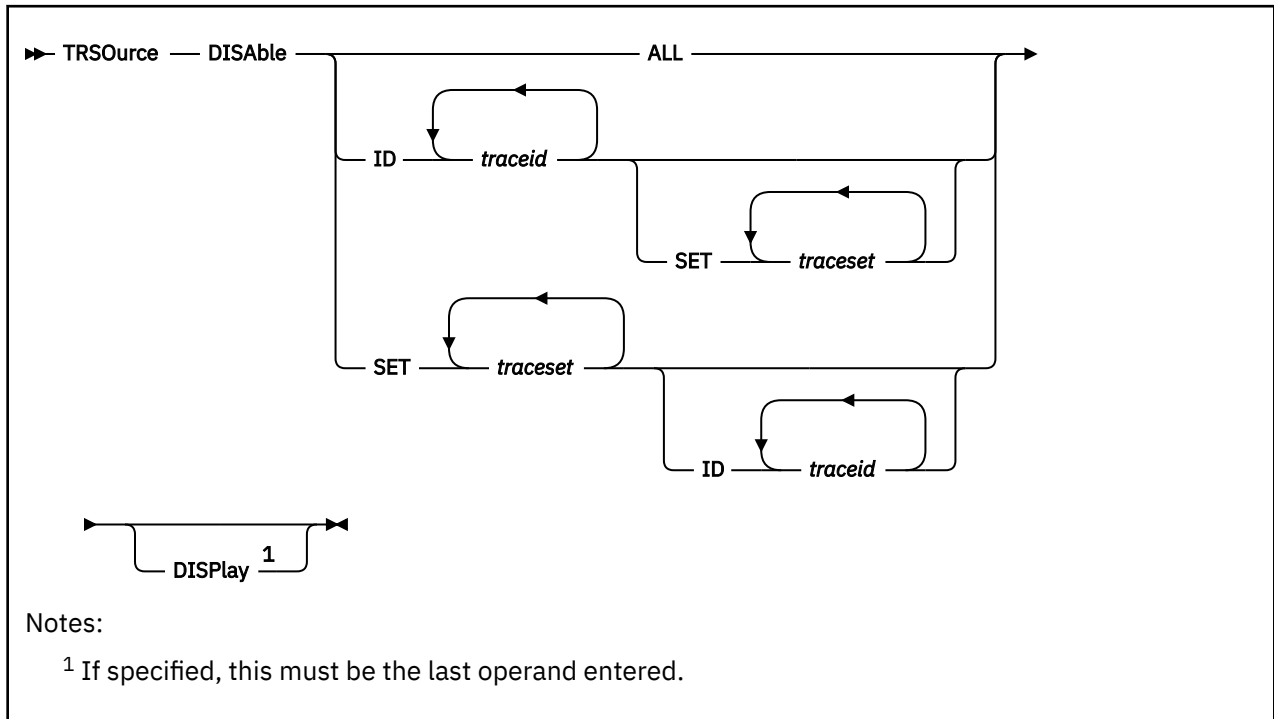 TRSOurce DISAble ALL
ID traceid
SET traceset
SET traceset
ID traceid
DISPlay 1
Notes:
1 If specified, this must be the last operand entered.